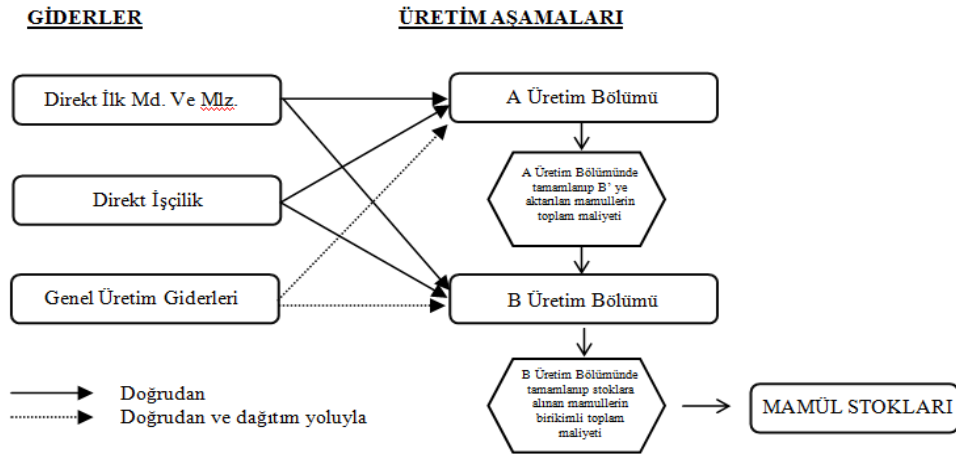 GİDERLER
ÜRETİM AŞAMALARI
Direkt İlk Md. Ve Mlz.
A Üretim Bölümü
A Üretim Bölümünde
tamamlanıp B' ye
aktarılan mamullerin
toplam maliyeti
Direkt İşçilik
Genel Üretim Giderleri
B Üretim Bölümü
B Üretim Bölümünde
tamamlanıp stoklara
alınan mamullerin
birikimli toplam
maliyeti
MAMÜL STOKLARI
Doğrudan
Doğrudan ve dağıtım yoluyla